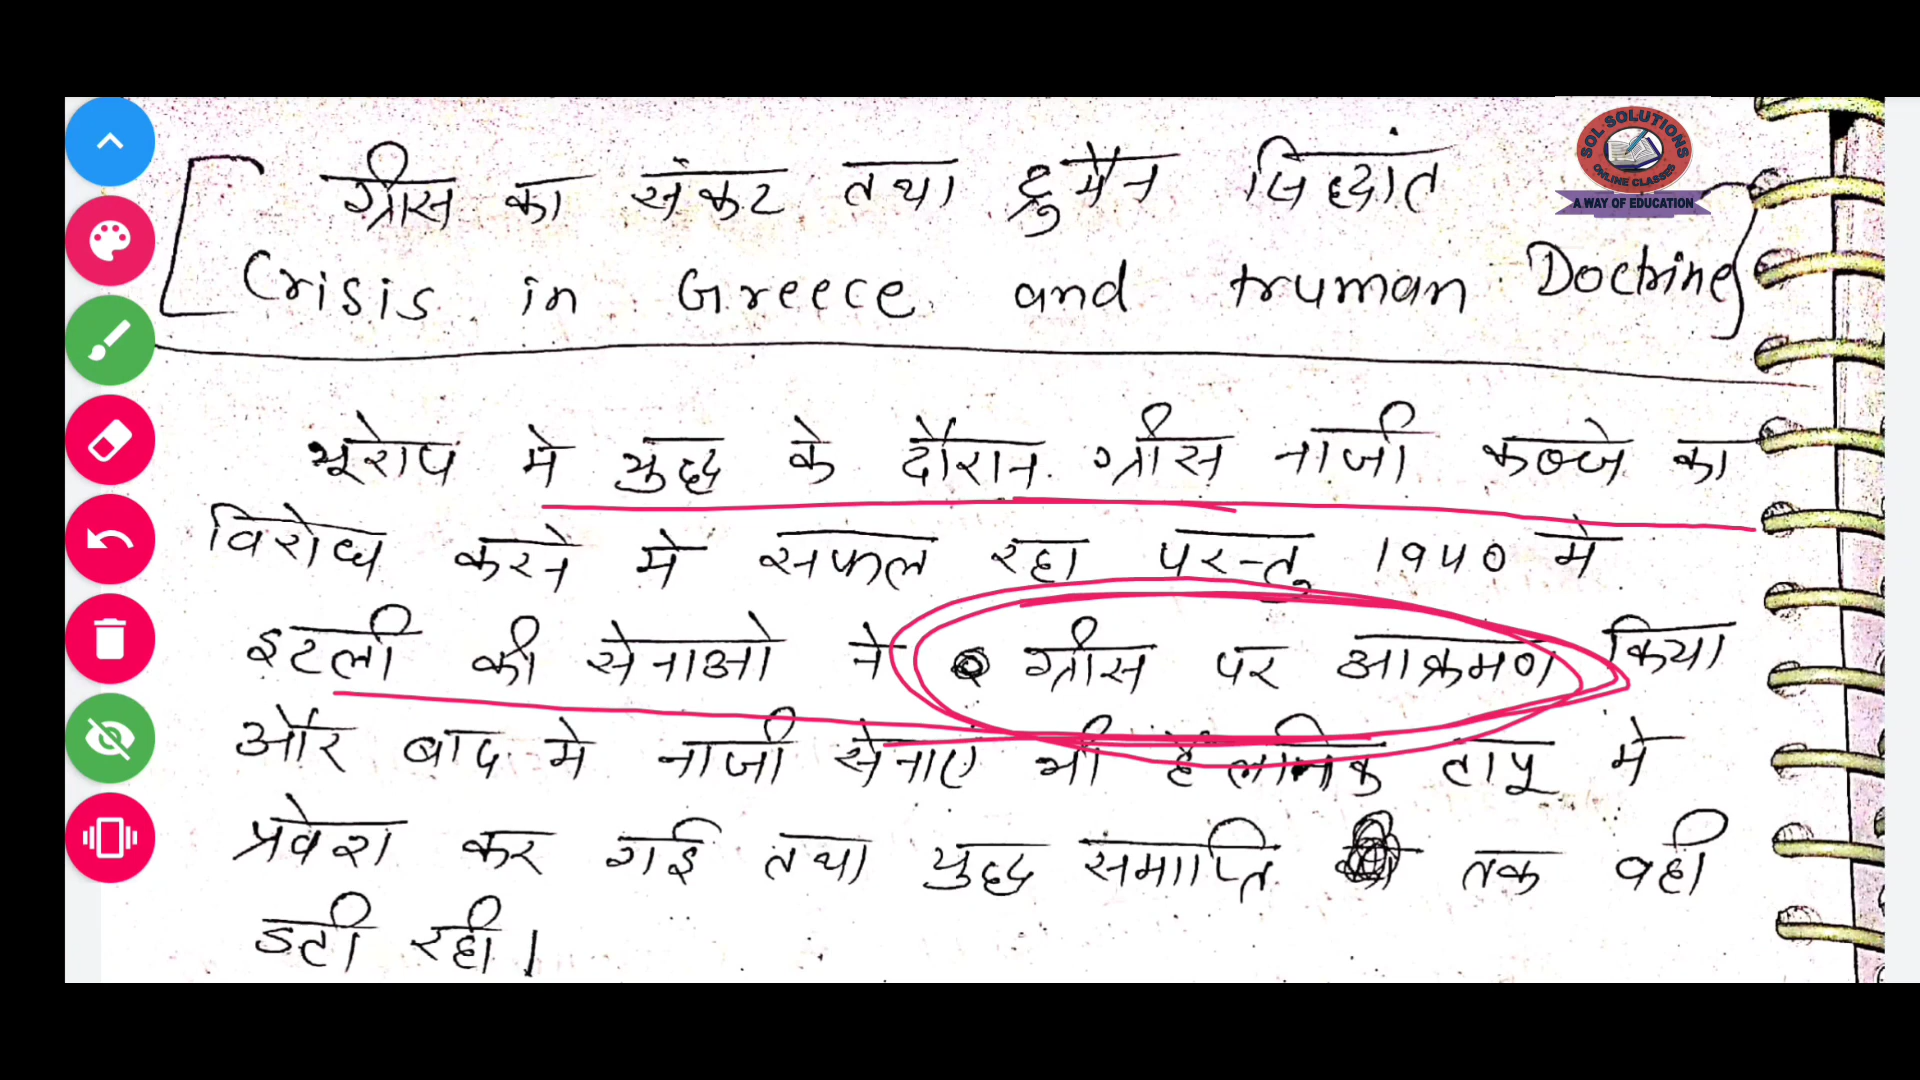 ग्रीस का संकट तथा ट्रुमैन सिद्धांत
Crisis in Greece and truman Doctrine
SOL SOLUTIONS
ONLINE CLASSES
A WAY OF EDUCATION
यूरोप मे युद्ध के दौरान ग्रीस नाजी कब्जे का
विरोध करने मे सफल रहा परन्तु 1940 मे
इटली की सेनाओ ने ग्रीस पर आक्रमण किया
और बाद मे नाजी सेनाए भी हैलानिक टापू मे
प्रवेश कर गई तथा युद्ध समाप्ति तक वही
डटी रही।